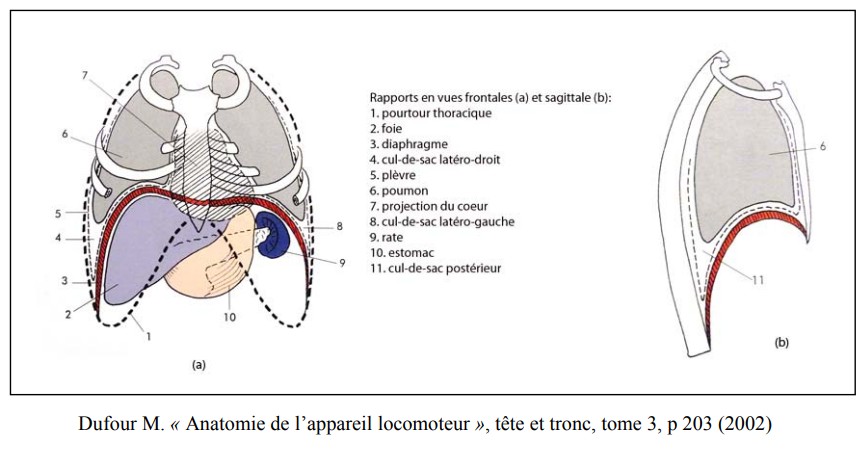 7
6
5
4
3
2
1
10
8
9
(a)
Rapports en vues frontales (a) et sagittale (b):
1. pourtour thoracique
2. foie
3. diaphragme
4. cul-de-sac latéro-droit
5. plèvre
6. poumon
7. projection du coeur
8. cul-de-sac latéro-gauche
9. rate
10. estomac
11. cul-de-sac postérieur
6
11
(b)
Dufour M. « Anatomie de l’appareil locomoteur », tête et tronc, tome 3, p 203 (2002)